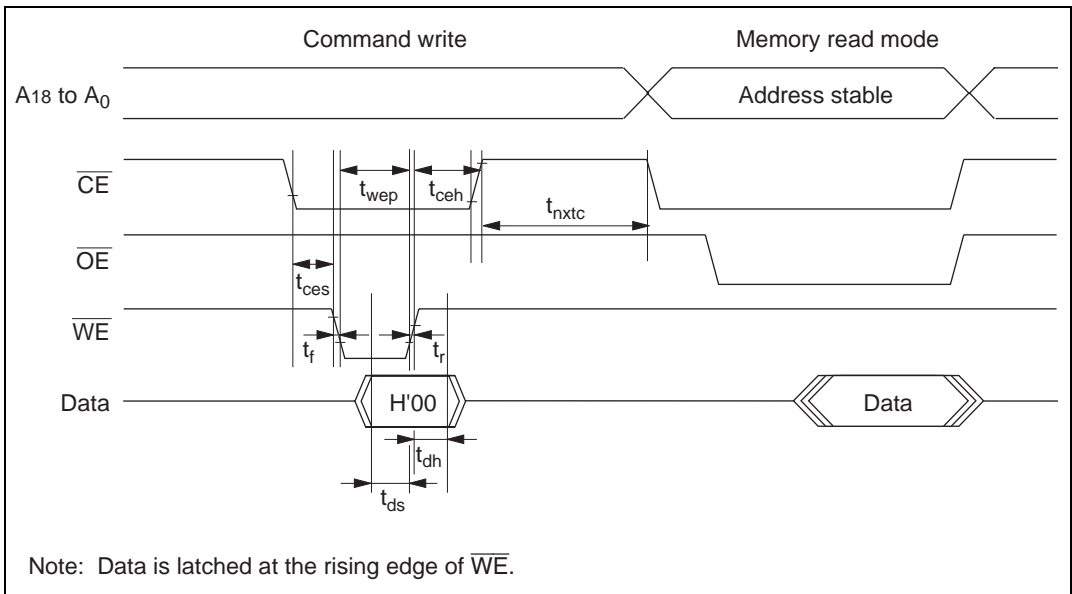 Command write Memory read mode
A18 to A0 Address stable
CE
twep tceh
tnxtc
OE
tces
WE
tf tr
Data H'00 Data
tdh
tds
Note: Data is latched at the rising edge of WE.